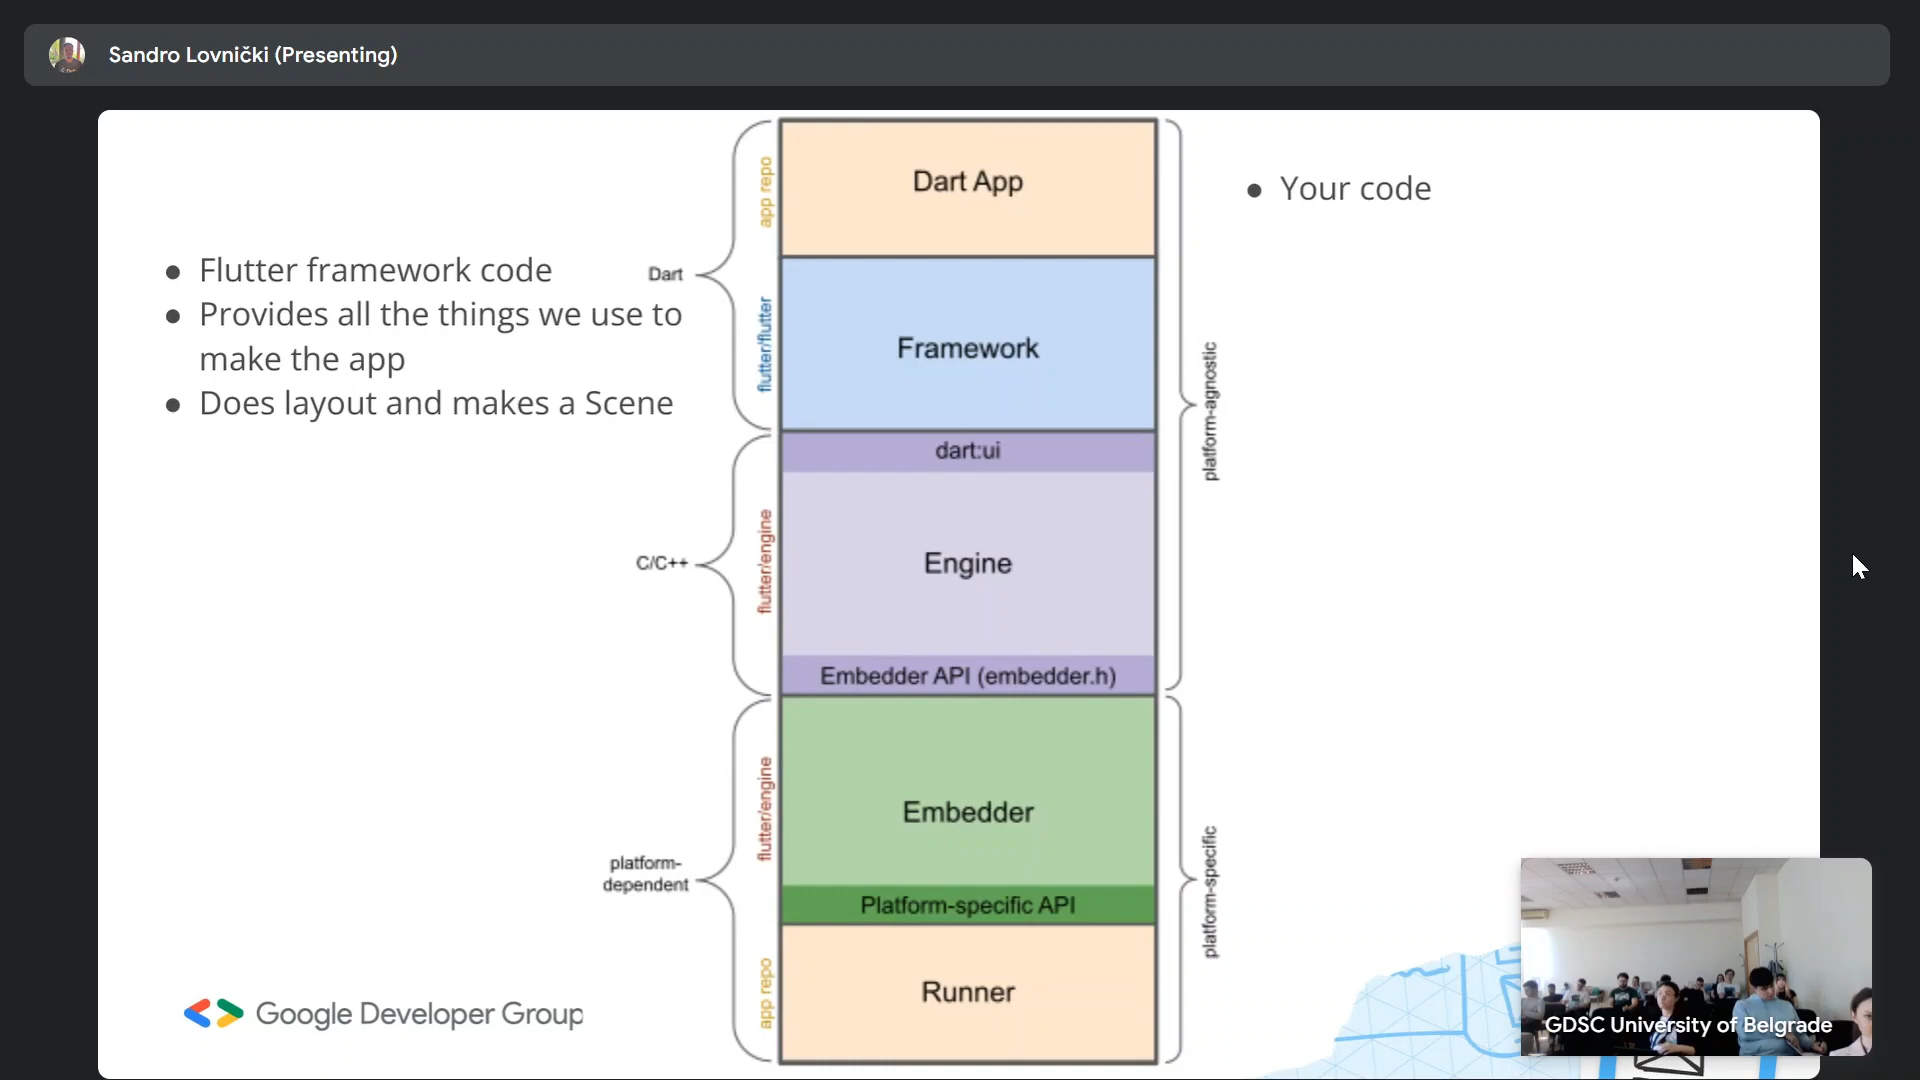 Sandro Lovnički (Presenting)
Flutter framework code
Provides all the things we use to
make the app
Does layout and makes a Scene
Dart
C/C++
platform-
dependent
app repo
flutter/flutter
flutter/engine
flutter/engine
app repo
Dart App
Framework
dart:ui
Engine
Embedder API (embedder.h)
Embedder
Platform-specific API
Runner
platform-agnostic
platform-specific
Your code
Google Developer Group
GDSC University of Belgrade